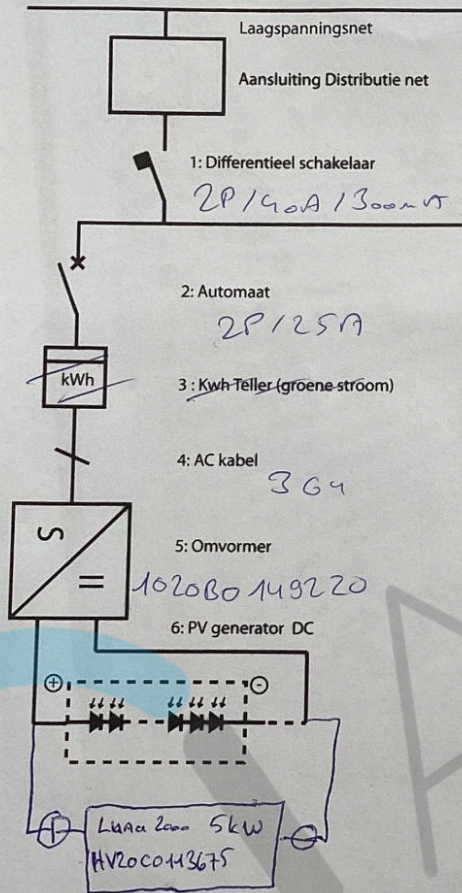 Laagspanningsnet
Aansluiting Distributie net
1: Differentieel schakelaar
2P/40A/300mA
2: Automaat
2P/25A
kWh
3 : Kwh Teller (groene stroom)
4: AC kabel
3G4
5: Omvormer
1020B0149220
6: PV generator DC
+ -
Luna 2000 5kW
+ -
HV20C0113675